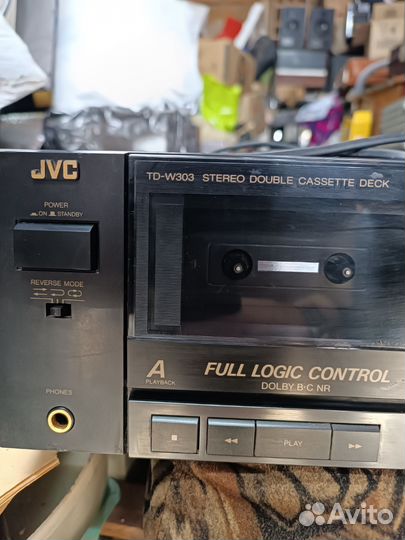 JVC
TD-W303 STEREO DOUBLE CASSETTE DECK
POWER
ON STANDBY
REVERSE MODE
A
PLAYBACK
FULL LOGIC CONTROL
DOLBY B·C NR
PHONES
PLAY
Avito